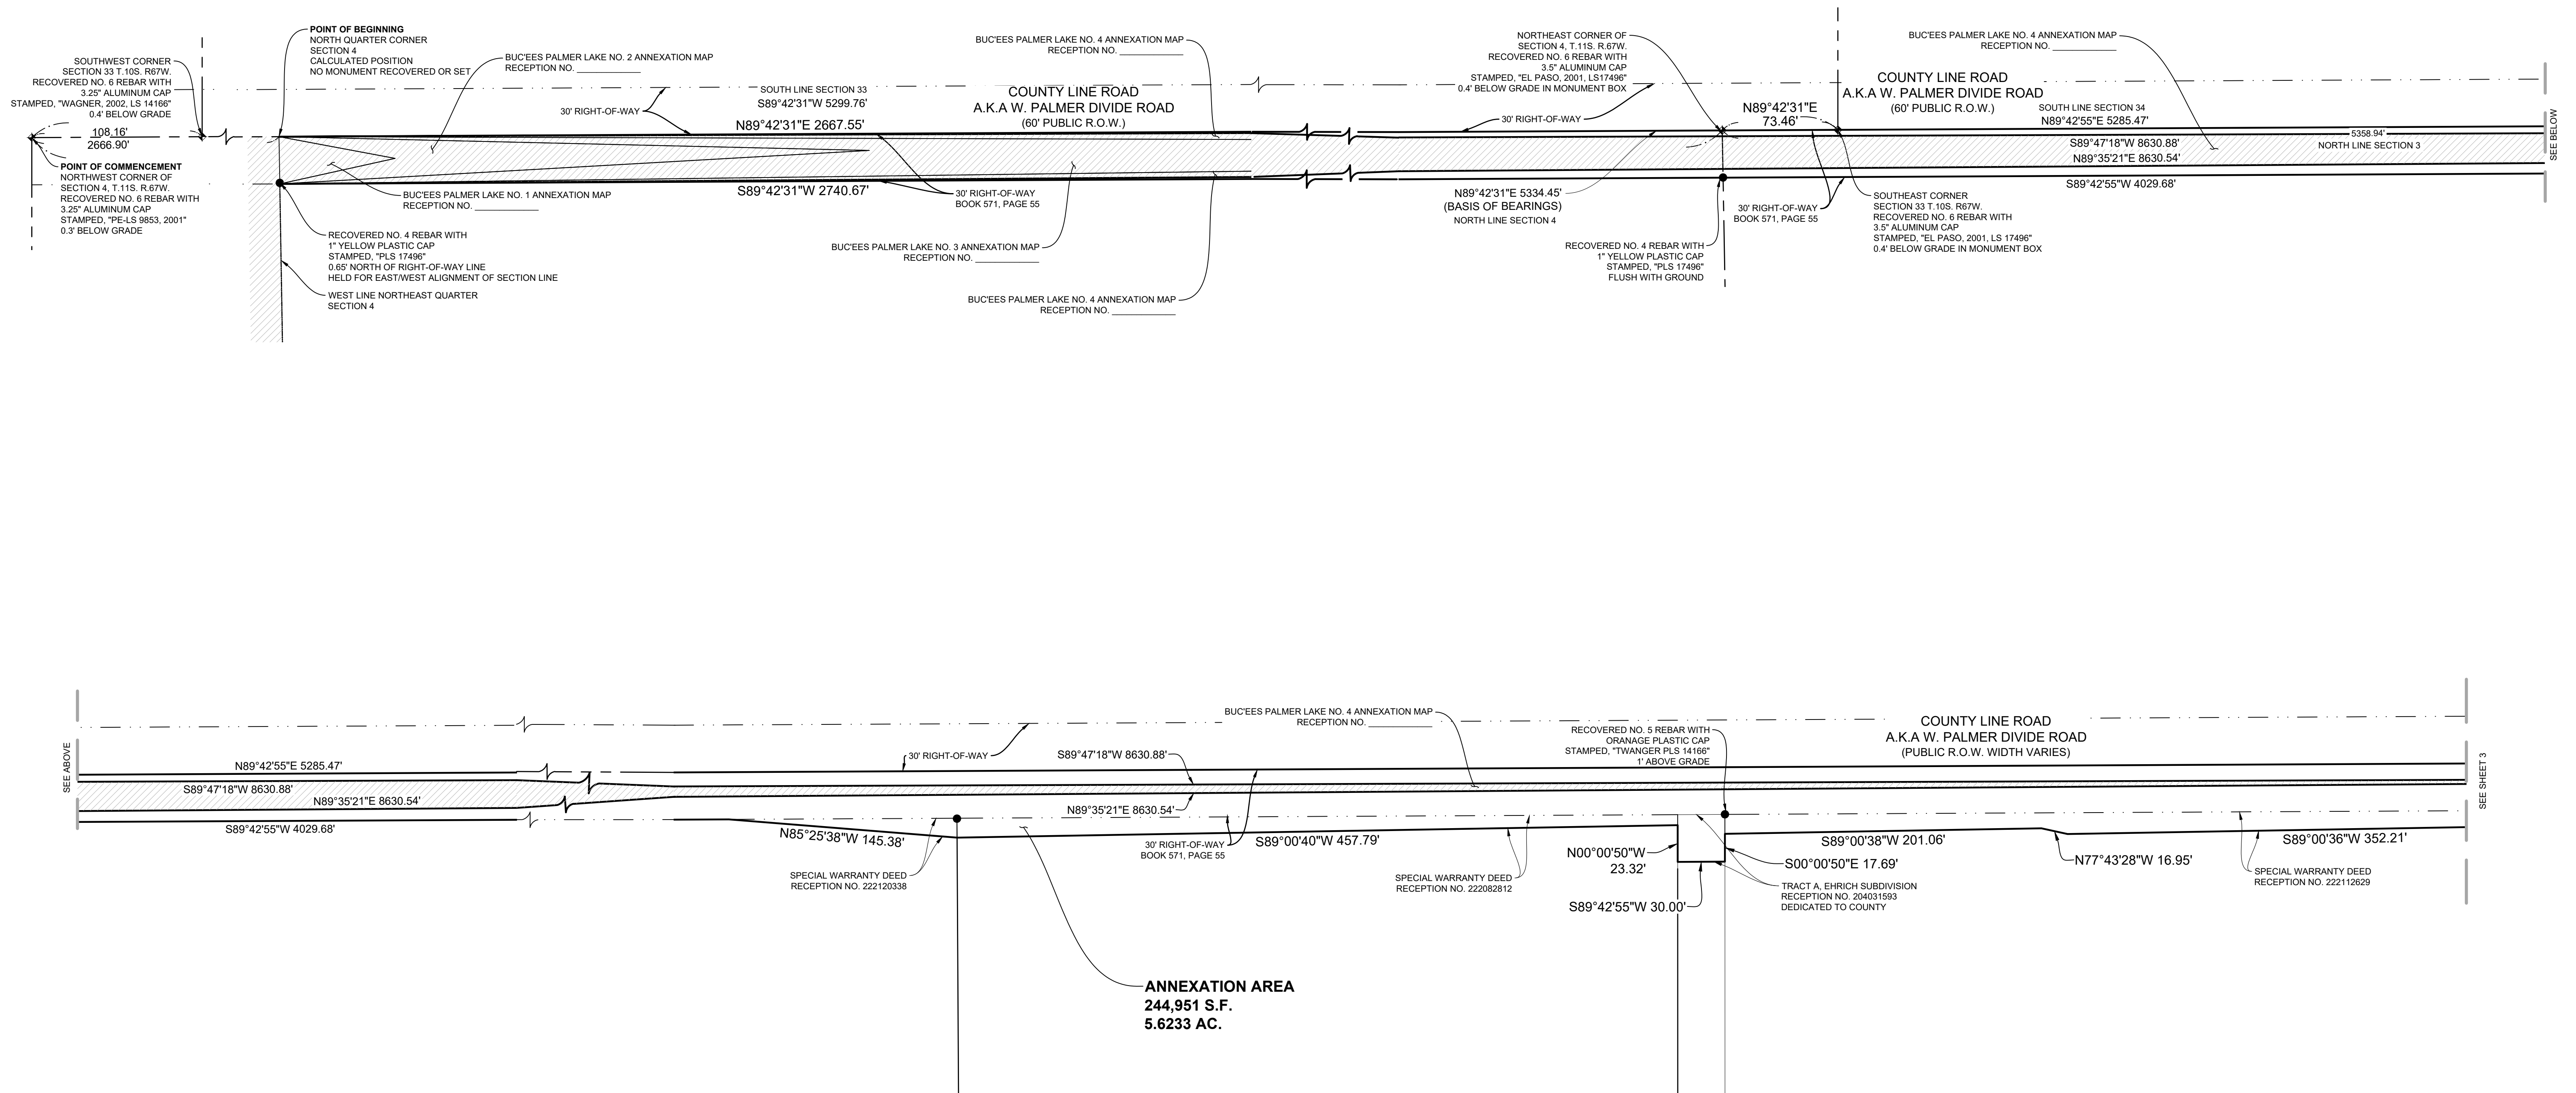 POINT OF BEGINNING
NORTH QUARTER CORNER
SECTION 4
CALCULATED POSITION
NO MONUMENT RECOVERED OR SET
SOUTHWEST CORNER
SECTION 33 T.10S. R67W.
RECOVERED NO. 6 REBAR WITH
3.25" ALUMINUM CAP
STAMPED, "WAGNER, 2002, LS 14166"
0.4' BELOW GRADE
108.16'
2666.90'
POINT OF COMMENCEMENT
NORTHWEST CORNER OF
SECTION 4, T.11S. R.67W.
RECOVERED NO. 6 REBAR WITH
3.25" ALUMINUM CAP
STAMPED, "PE-LS 9853, 2001"
0.3' BELOW GRADE
BUC'EES PALMER LAKE NO. 2 ANNEXATION MAP
RECEPTION NO. _____________
30' RIGHT-OF-WAY
SOUTH LINE SECTION 33
S89°42'31"W 5299.76'
N89°42'31"E 2667.55'
S89°42'31"W 2740.67'
BUC'EES PALMER LAKE NO. 1 ANNEXATION MAP
RECEPTION NO. _____________
RECOVERED NO. 4 REBAR WITH
1" YELLOW PLASTIC CAP
STAMPED, "PLS 17496"
0.65' NORTH OF RIGHT-OF-WAY LINE
HELD FOR EAST/WEST ALIGNMENT OF SECTION LINE
WEST LINE NORTHEAST QUARTER
SECTION 4
BUC'EES PALMER LAKE NO. 4 ANNEXATION MAP
RECEPTION NO. _____________
COUNTY LINE ROAD
A.K.A W. PALMER DIVIDE ROAD
(60' PUBLIC R.O.W.)
30' RIGHT-OF-WAY
BOOK 571, PAGE 55
BUC'EES PALMER LAKE NO. 3 ANNEXATION MAP
RECEPTION NO. _____________
BUC'EES PALMER LAKE NO. 4 ANNEXATION MAP
RECEPTION NO. _____________
NORTHEAST CORNER OF
SECTION 4, T.11S. R.67W.
RECOVERED NO. 6 REBAR WITH
3.5" ALUMINUM CAP
STAMPED, "EL PASO, 2001, LS17496"
0.4' BELOW GRADE IN MONUMENT BOX
30' RIGHT-OF-WAY
N89°42'31"E
73.46'
N89°42'31"E 5334.45'
(BASIS OF BEARINGS)
NORTH LINE SECTION 4
RECOVERED NO. 4 REBAR WITH
1" YELLOW PLASTIC CAP
STAMPED, "PLS 17496"
FLUSH WITH GROUND
30' RIGHT-OF-WAY
BOOK 571, PAGE 55
BUC'EES PALMER LAKE NO. 4 ANNEXATION MAP
RECEPTION NO. _____________
COUNTY LINE ROAD
A.K.A W. PALMER DIVIDE ROAD
(60' PUBLIC R.O.W.)
SOUTH LINE SECTION 34
N89°42'55"E 5285.47'
5358.94'
S89°47'18"W 8630.88'
NORTH LINE SECTION 3
N89°35'21"E 8630.54'
S89°42'55"W 4029.68'
SOUTHEAST CORNER
SECTION 33 T.10S. R67W.
RECOVERED NO. 6 REBAR WITH
3.5" ALUMINUM CAP
STAMPED, "EL PASO, 2001, LS 17496"
0.4' BELOW GRADE IN MONUMENT BOX
SEE BELOW
SEE ABOVE
N89°42'55"E 5285.47'
S89°47'18"W 8630.88'
N89°35'21"E 8630.54'
S89°42'55"W 4029.68'
BUC'EES PALMER LAKE NO. 4 ANNEXATION MAP
RECEPTION NO. _____________
30' RIGHT-OF-WAY
S89°47'18"W 8630.88'
RECOVERED NO. 5 REBAR WITH
ORANAGE PLASTIC CAP
STAMPED, "TWANGER PLS 14166"
1' ABOVE GRADE
COUNTY LINE ROAD
A.K.A W. PALMER DIVIDE ROAD
(PUBLIC R.O.W. WIDTH VARIES)
SEE SHEET 3
N89°35'21"E 8630.54'
N85°25'38"W 145.38'
30' RIGHT-OF-WAY
BOOK 571, PAGE 55
S89°00'40"W 457.79'
SPECIAL WARRANTY DEED
RECEPTION NO. 222120338
SPECIAL WARRANTY DEED
RECEPTION NO. 222082812
N00°00'50"W
23.32'
S89°42'55"W 30.00'
S89°00'38"W 201.06'
S00°00'50"E 17.69'
TRACT A, EHRICH SUBDIVISION
RECEPTION NO. 204031593
DEDICATED TO COUNTY
N77°43'28"W 16.95'
S89°00'36"W 352.21'
SPECIAL WARRANTY DEED
RECEPTION NO. 222112629
ANNEXATION AREA
244,951 S.F.
5.6233 AC.